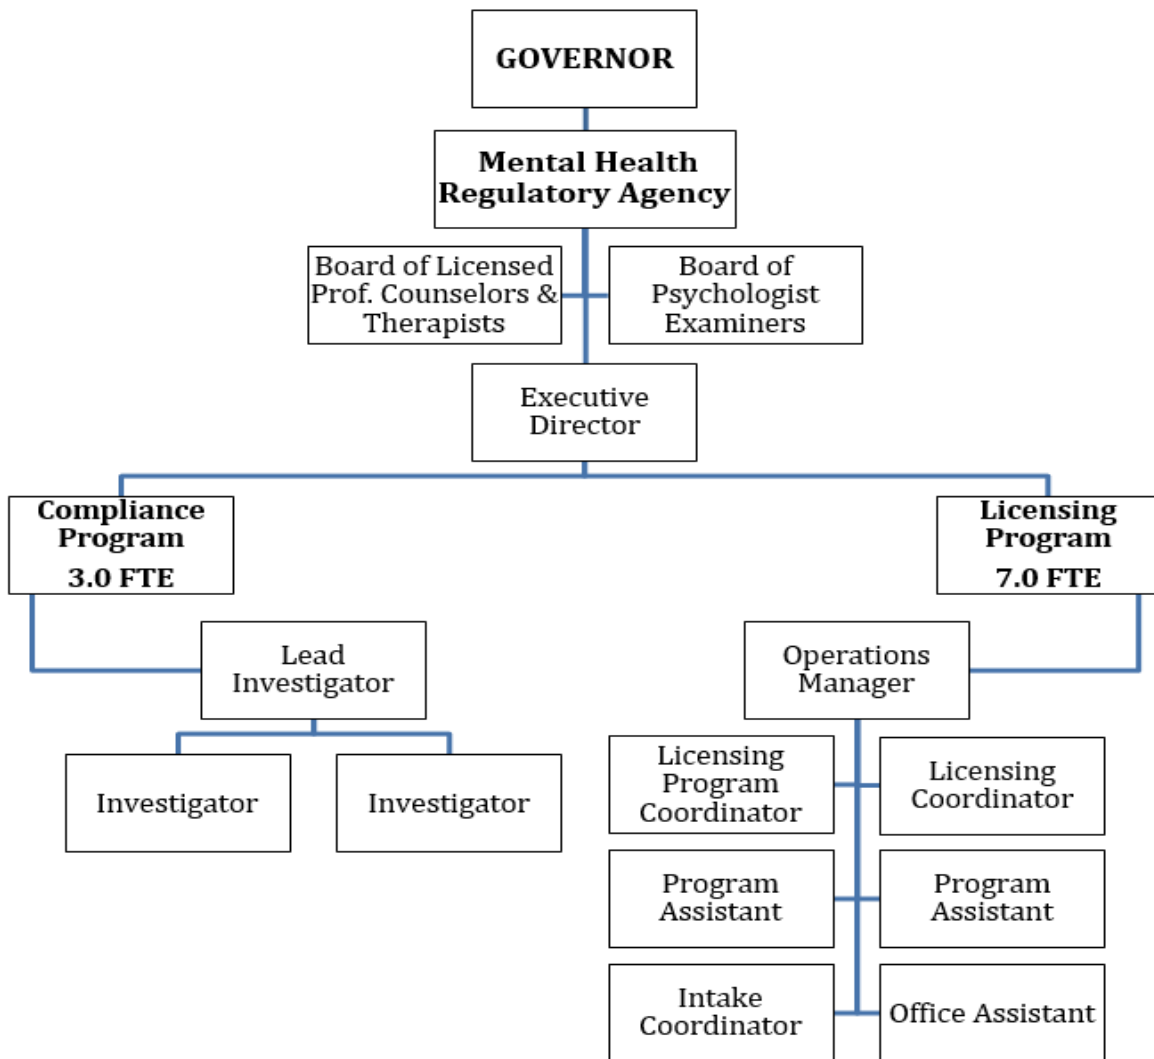 GOVERNOR
Mental Health
Regulatory Agency
Board of Licensed
Prof. Counselors &
Therapists
Board of
Psychologist
Examiners
Executive
Director
Compliance
Program
3.0 FTE
Licensing
Program
7.0 FTE
Lead
Investigator
Operations
Manager
Investigator
Investigator
Licensing
Program
Coordinator
Licensing
Coordinator
Program
Assistant
Program
Assistant
Intake
Coordinator
Office Assistant